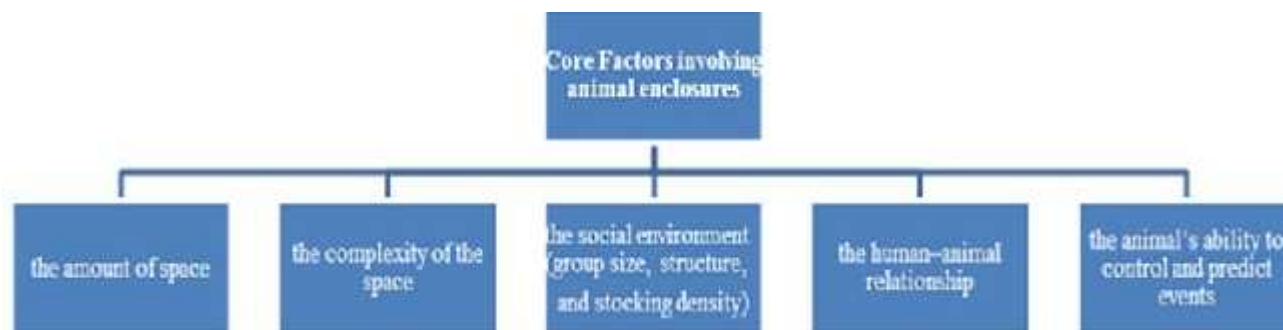 Core Factors involving
animal enclosures
the amount of space
the complexity of the
space
the social environment
(group size, structure,
and stocking density)
the human–animal
relationship
the animal's ability to
control and predict
events